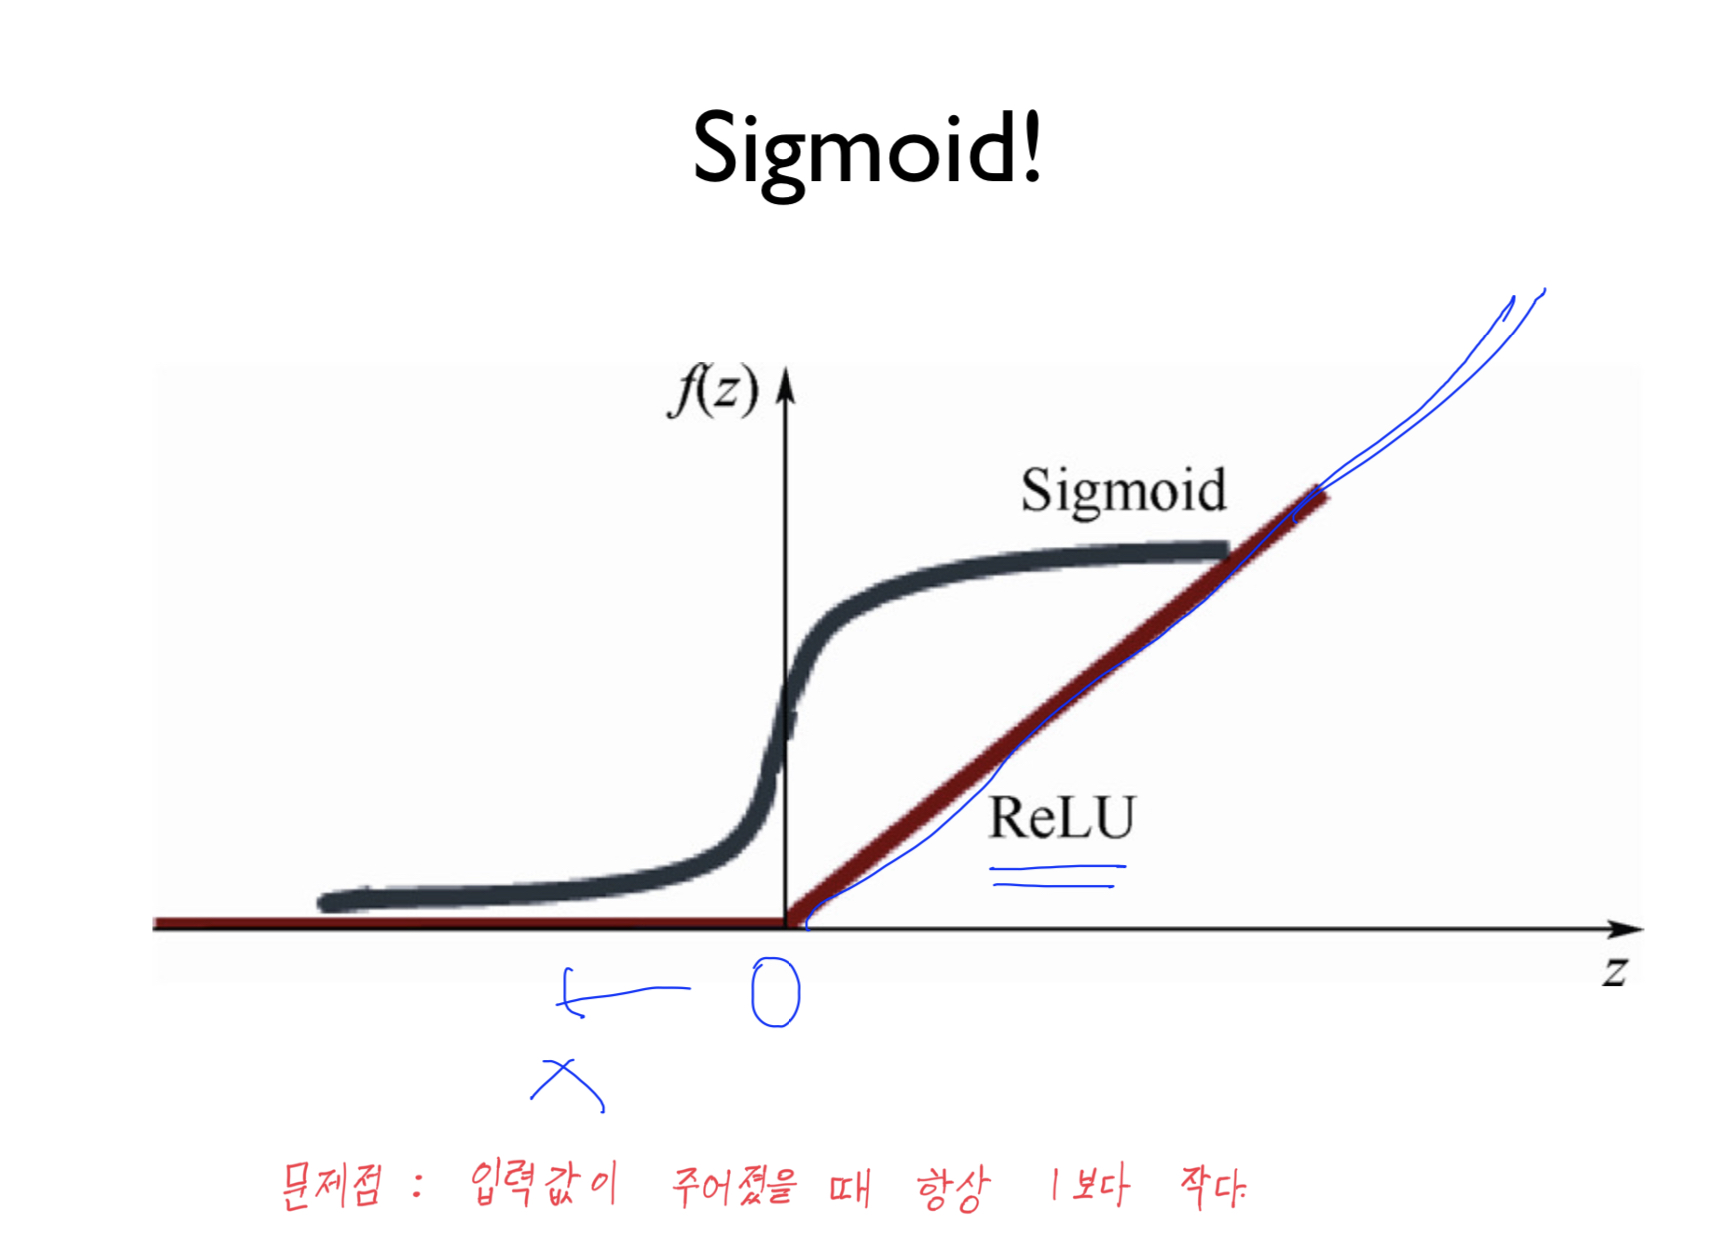 Sigmoid!
f(z)
Sigmoid
ReLU
z
0
x
문제점 : 입력값이 주어졌을 때 항상 1보다 작다.